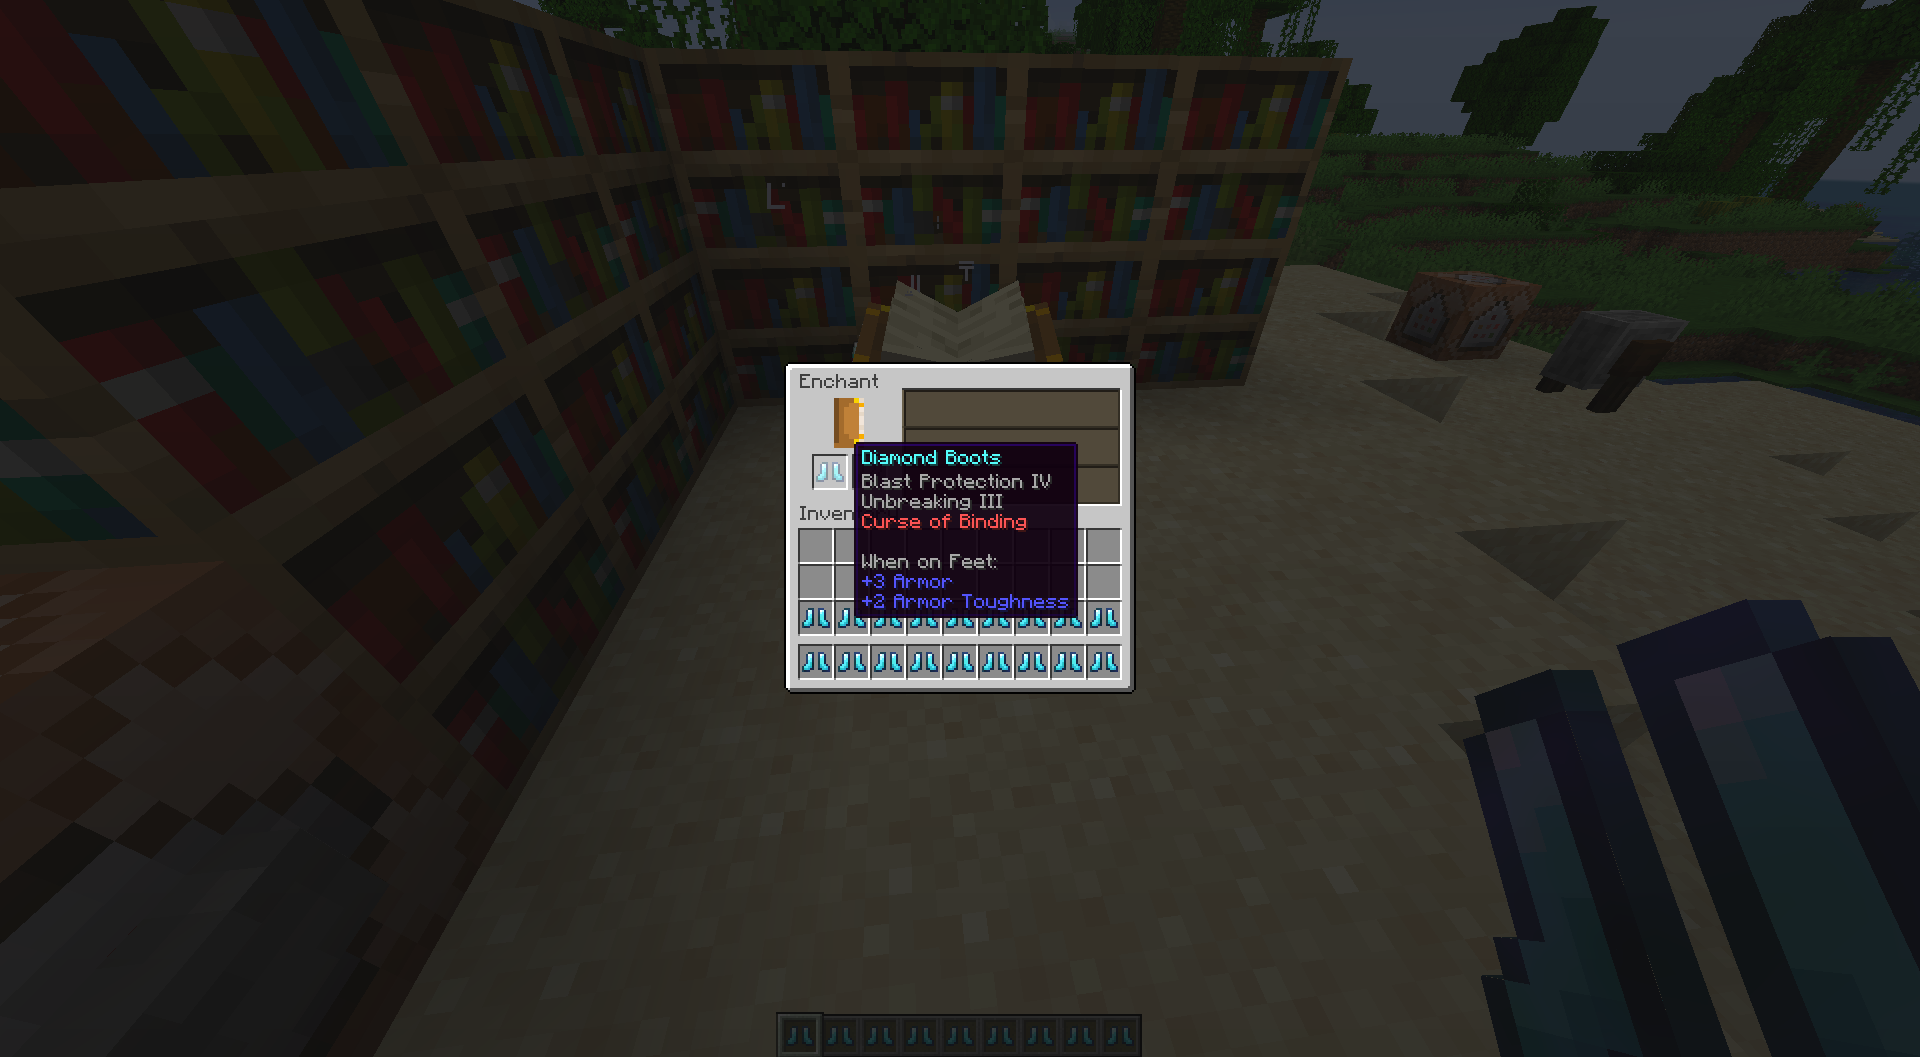 Enchant
Diamond Boots
Blast Protection IV
Unbreaking III
Curse of Binding
Inven
When on Feet:
+3 Armor
+2 Armor Toughness